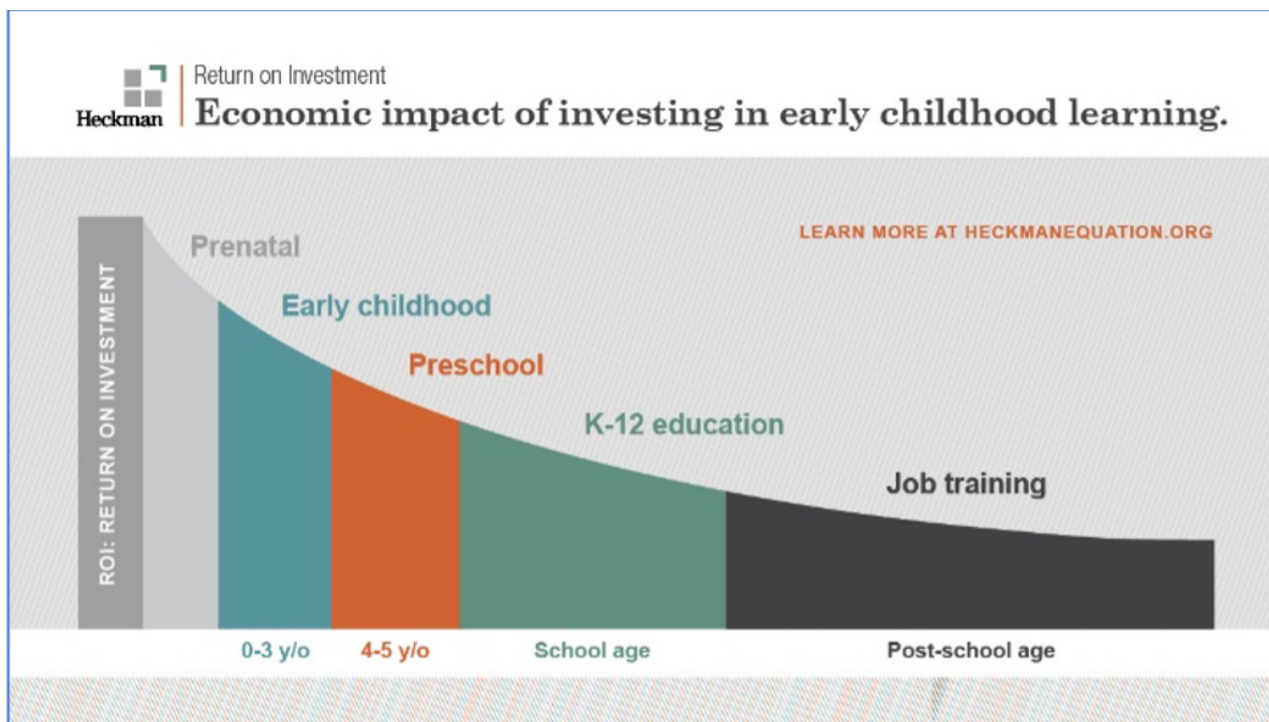 Heckman
Return on Investment
Economic impact of investing in early childhood learning.
LEARN MORE AT HECKMANEQUATION.ORG
ROI: RETURN ON INVESTMENT
Prenatal
Early childhood
Preschool
K-12 education
Job training
0-3 y/o
4-5 y/o
School age
Post-school age